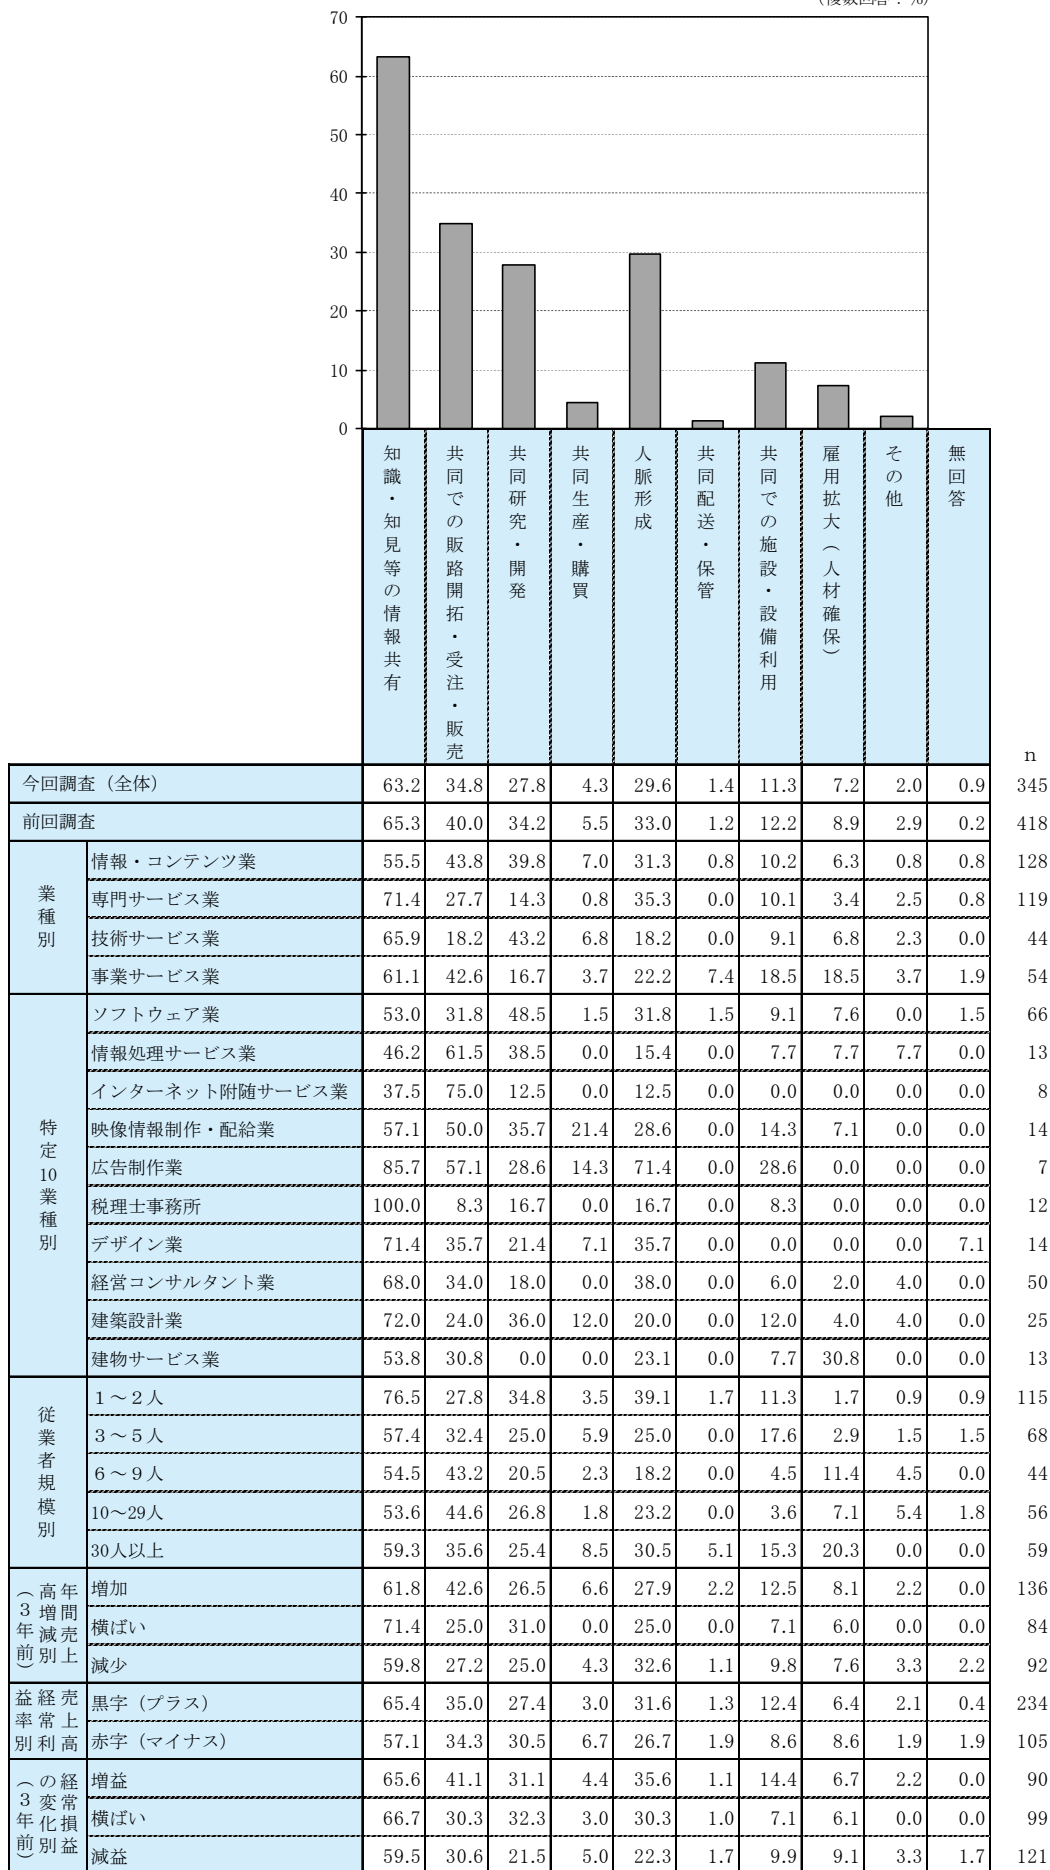 （複数回答：%）
70
60
50
40
30
20
10
0
知識・知見等の情報共有
共同での販路開拓・受注・販売
共同研究・開発
共同生産・購買
人脈形成
共同配送・保管
共同での施設・設備利用
雇用拡大（人材確保）
その他
無回答
n
今回調査（全体） 63.2 34.8 27.8 4.3 29.6 1.4 11.3 7.2 2.0 0.9 345
前回調査 65.3 40.0 34.2 5.5 33.0 1.2 12.2 8.9 2.9 0.2 418
業種別
情報・コンテンツ業 55.5 43.8 39.8 7.0 31.3 0.8 10.2 6.3 0.8 0.8 128
専門サービス業 71.4 27.7 14.3 0.8 35.3 0.0 10.1 3.4 2.5 0.8 119
技術サービス業 65.9 18.2 43.2 6.8 18.2 0.0 9.1 6.8 2.3 0.0 44
事業サービス業 61.1 42.6 16.7 3.7 22.2 7.4 18.5 18.5 3.7 1.9 54
特定10業種別
ソフトウェア業 53.0 31.8 48.5 1.5 31.8 1.5 9.1 7.6 0.0 1.5 66
情報処理サービス業 46.2 61.5 38.5 0.0 15.4 0.0 7.7 7.7 7.7 0.0 13
インターネット附随サービス業 37.5 75.0 12.5 0.0 12.5 0.0 0.0 0.0 0.0 0.0 8
映像情報制作・配給業 57.1 50.0 35.7 21.4 28.6 0.0 14.3 7.1 0.0 0.0 14
広告制作業 85.7 57.1 28.6 14.3 71.4 0.0 28.6 0.0 0.0 0.0 7
税理士事務所 100.0 8.3 16.7 0.0 16.7 0.0 8.3 0.0 0.0 0.0 12
デザイン業 71.4 35.7 21.4 7.1 35.7 0.0 0.0 0.0 0.0 7.1 14
経営コンサルタント業 68.0 34.0 18.0 0.0 38.0 0.0 6.0 2.0 4.0 0.0 50
建築設計業 72.0 24.0 36.0 12.0 20.0 0.0 12.0 4.0 4.0 0.0 25
建物サービス業 53.8 30.8 0.0 0.0 23.1 0.0 7.7 30.8 0.0 0.0 13
従業者規模別
１～２人 76.5 27.8 34.8 3.5 39.1 1.7 11.3 1.7 0.9 0.9 115
３～５人 57.4 32.4 25.0 5.9 25.0 0.0 17.6 2.9 1.5 1.5 68
６～９人 54.5 43.2 20.5 2.3 18.2 0.0 4.5 11.4 4.5 0.0 44
10～29人 53.6 44.6 26.8 1.8 23.2 0.0 3.6 7.1 5.4 1.8 56
30人以上 59.3 35.6 25.4 8.5 30.5 5.1 15.3 20.3 0.0 0.0 59
年間売上
高増減別
（３年前）
増加 61.8 42.6 26.5 6.6 27.9 2.2 12.5 8.1 2.2 0.0 136
横ばい 71.4 25.0 31.0 0.0 25.0 0.0 7.1 6.0 0.0 0.0 84
減少 59.8 27.2 25.0 4.3 32.6 1.1 9.8 7.6 3.3 2.2 92
売上高
経常利
益率別
黒字（プラス） 65.4 35.0 27.4 3.0 31.6 1.3 12.4 6.4 2.1 0.4 234
赤字（マイナス） 57.1 34.3 30.5 6.7 26.7 1.9 8.6 8.6 1.9 1.9 105
経常損益
の変化別
（３年前）
増益 65.6 41.1 31.1 4.4 35.6 1.1 14.4 6.7 2.2 0.0 90
横ばい 66.7 30.3 32.3 3.0 30.3 1.0 7.1 6.1 0.0 0.0 99
減益 59.5 30.6 21.5 5.0 22.3 1.7 9.9 9.1 3.3 1.7 121